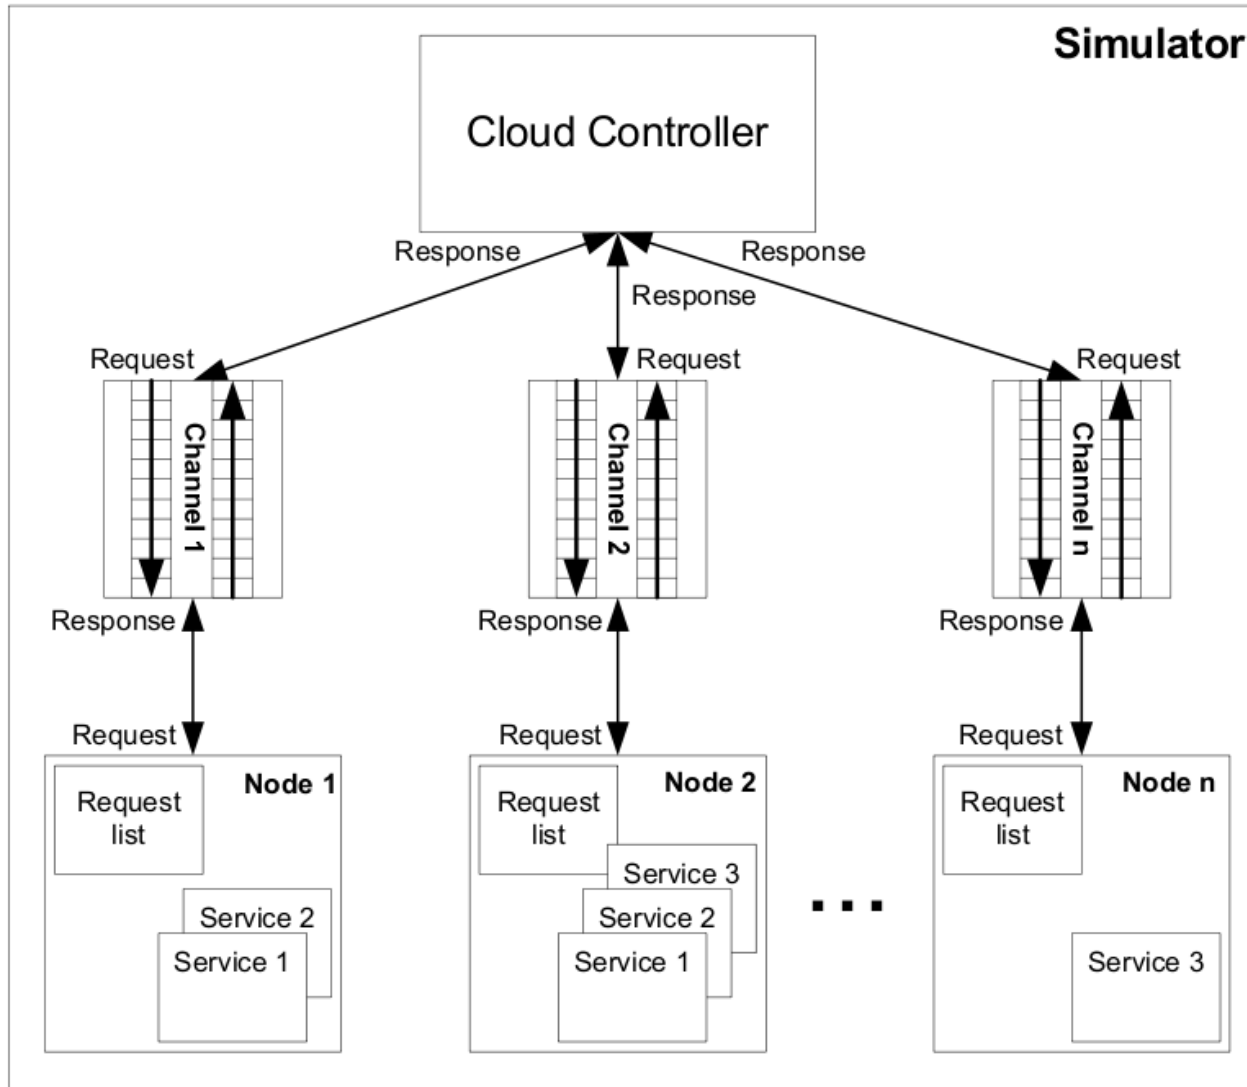 Simulator
Cloud Controller
Response
Response
Response
Request
Request
Request
Channel 1
Channel 2
Channel n
Response
Response
Response
Request
Request
Request
Node 1
Request
list
Service 2
Service 1
Node 2
Request
list
Service 3
Service 2
Service 1
...
Node n
Request
list
Service 3